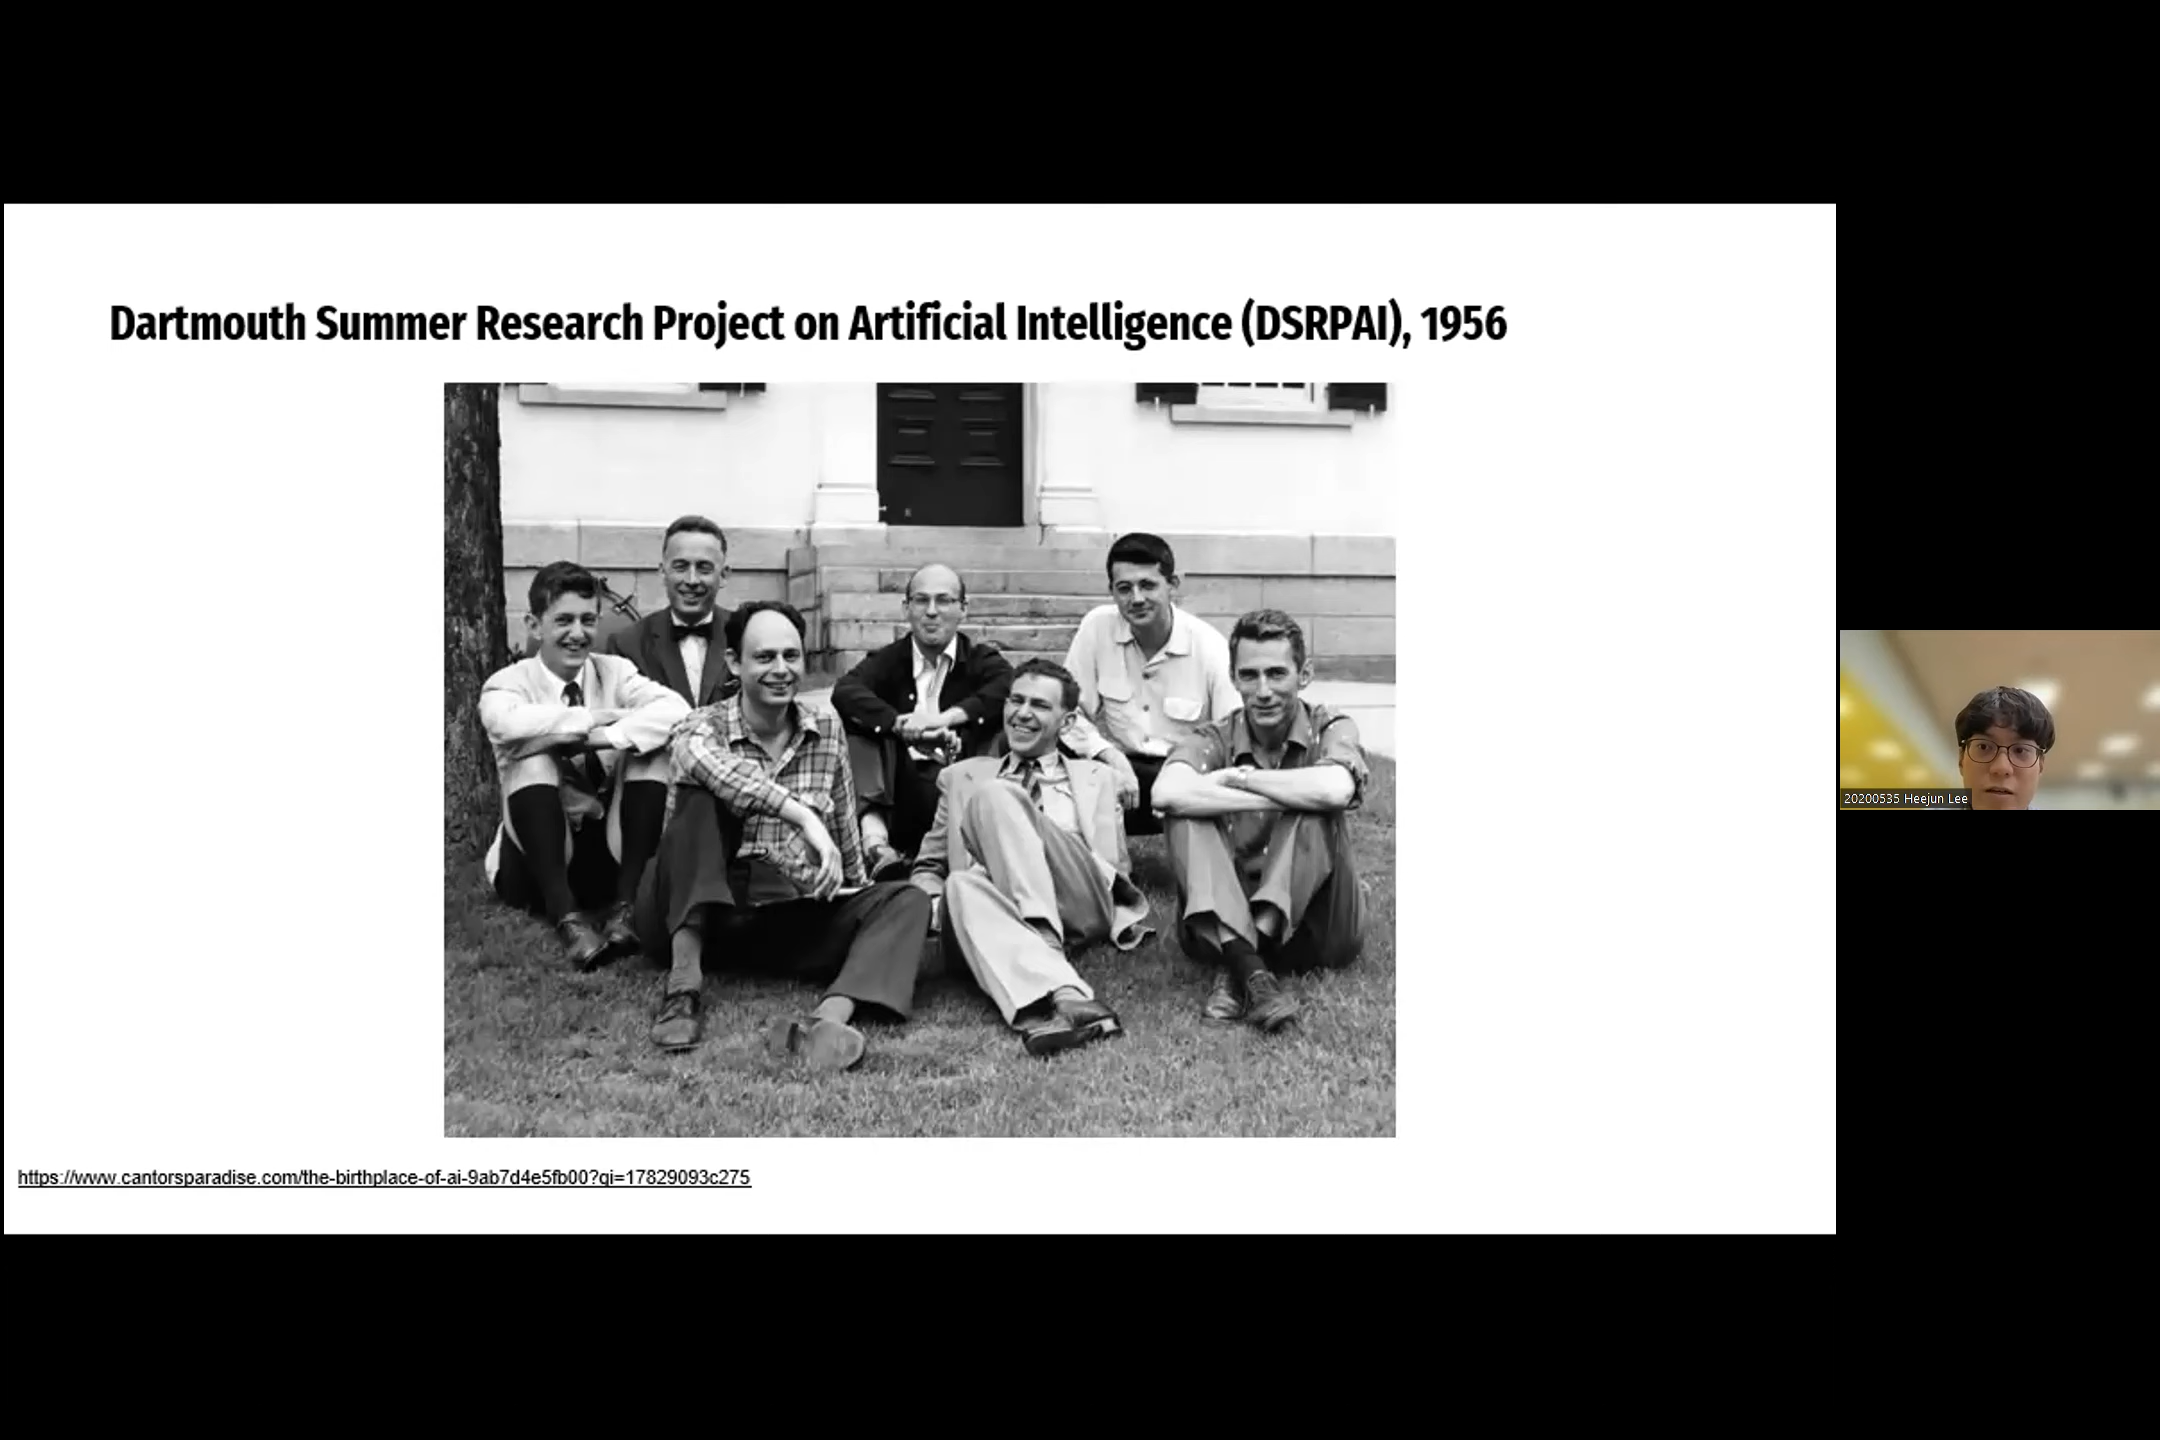 Dartmouth Summer Research Project on Artificial Intelligence (DSRPAI), 1956
20200535 Heejun Lee
https://www.cantorsparadise.com/the-birthplace-of-ai-9ab7d4e5fb00?gi=17829093c275